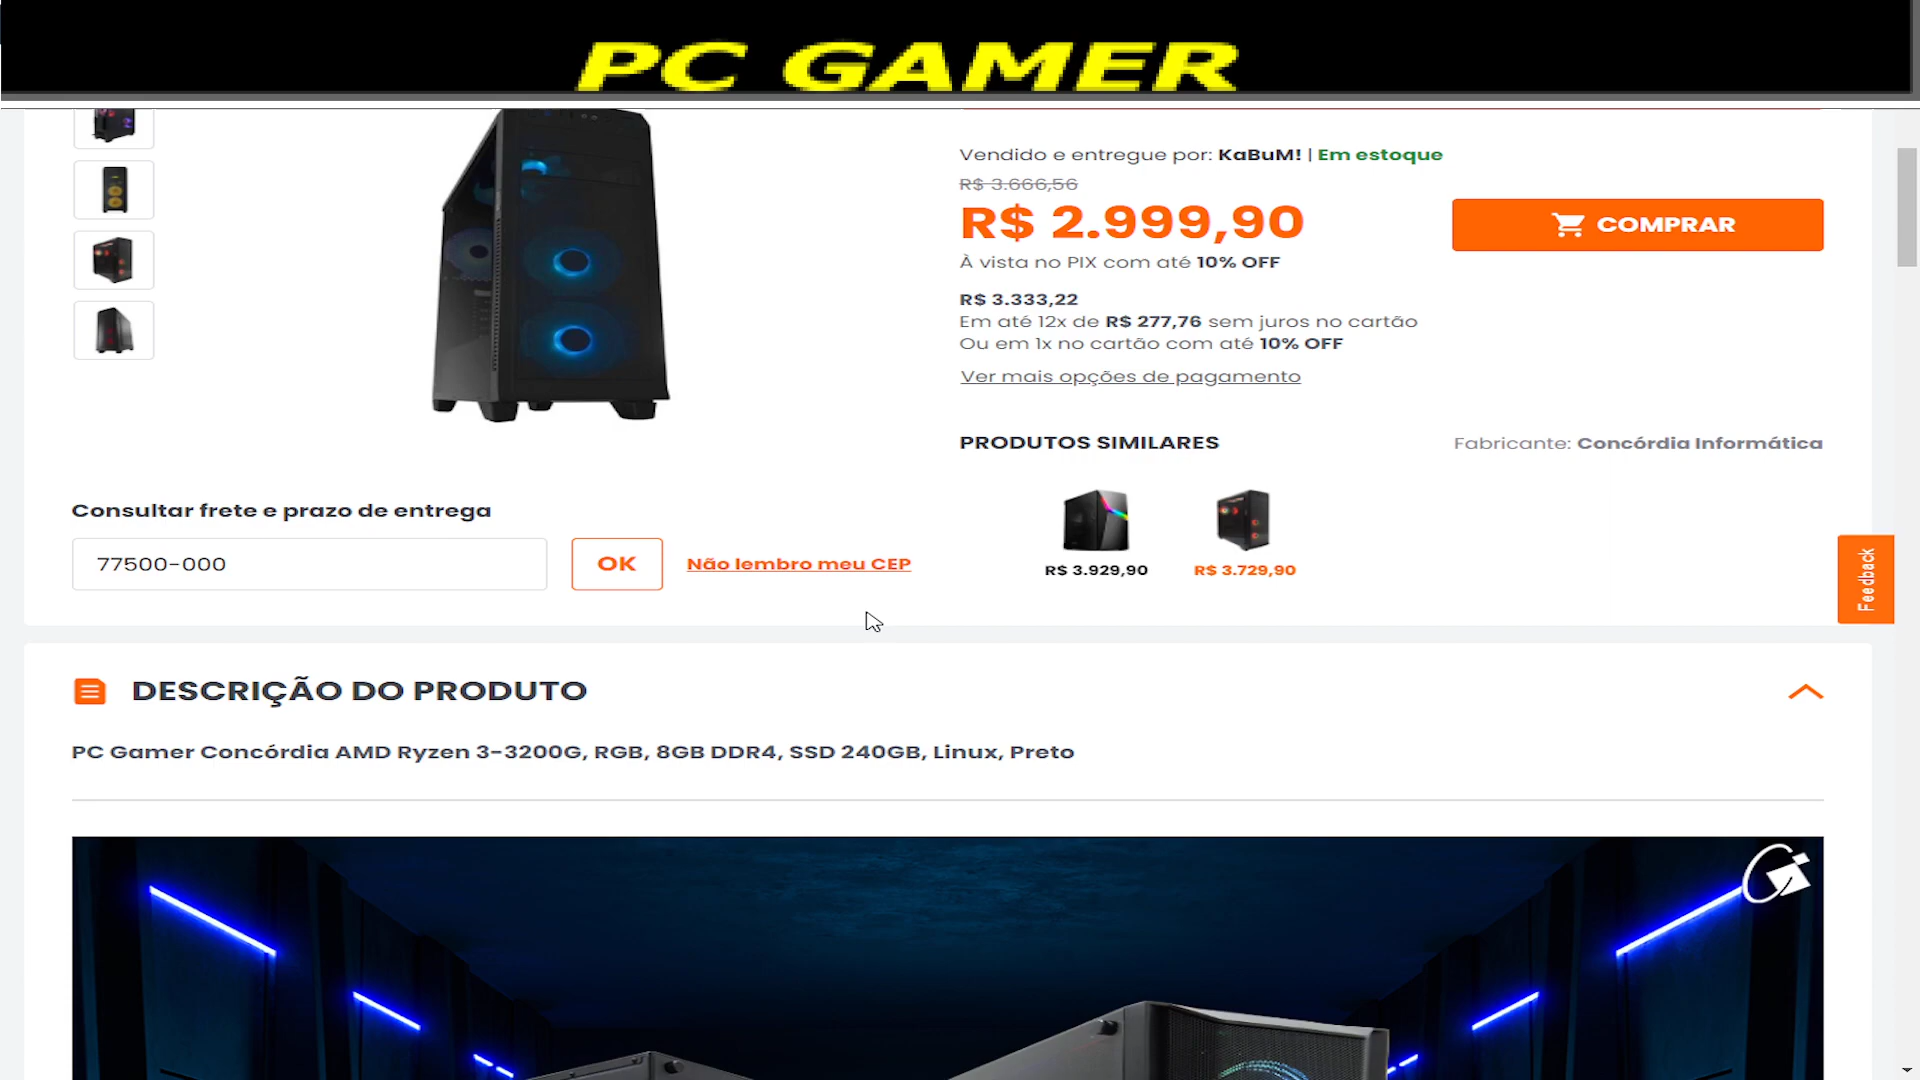 PC GAMER
Vendido e entregue por: KaBuM! | Em estoque
R$ 3.666,56
R$ 2.999,90
COMPRAR
À vista no PIX com até 10% OFF
R$ 3.333,22
Em até 12x de R$ 277,76 sem juros no cartão
Ou em 1x no cartão com até 10% OFF
Ver mais opções de pagamento
PRODUTOS SIMILARES
Fabricante: Concórdia Informática
R$ 3.929,90
R$ 3.729,90
Consultar frete e prazo de entrega
77500-000
OK
Não lembro meu CEP
Feedback
DESCRIÇÃO DO PRODUTO
PC Gamer Concórdia AMD Ryzen 3-3200G, RGB, 8GB DDR4, SSD 240GB, Linux, Preto